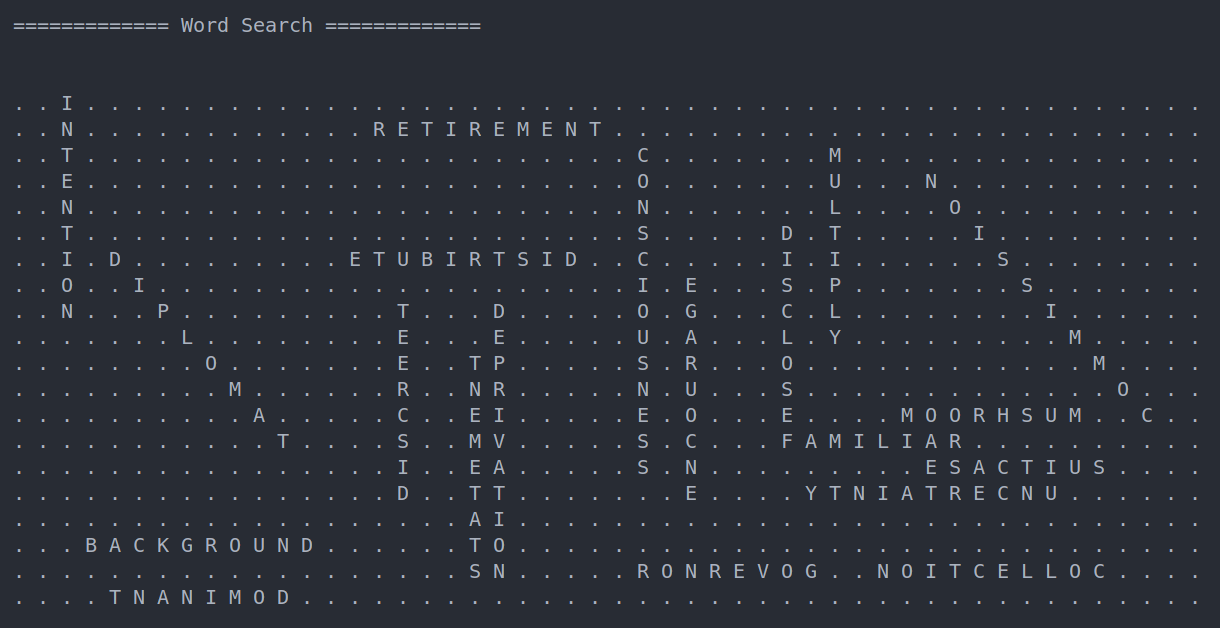 ============= Word Search =============
. . I . . . . . . . . . . . . . . . . . . . . . . . . . . . . . . . . . . . . . . . . . . . . . . .
. . N . . . . . . . . . . . . R E T I R E M E N T . . . . . . . . . . . . . . . . . . . . . . . . .
. . T . . . . . . . . . . . . . . . . . . . . . . . C . . . . . . . M . . . . . . . . . . . . . . .
. . E . . . . . . . . . . . . . . . . . . . . . . . O . . . . . . . U . . . N . . . . . . . . . . .
. . N . . . . . . . . . . . . . . . . . . . . . . . N . . . . . . . L . . . . O . . . . . . . . . .
. . T . . . . . . . . . . . . . . . . . . . . . . . S . . . . . D . T . . . . . I . . . . . . . . .
. . I . D . . . . . . . . . E T U B I R T S I D . . C . . . . . I . I . . . . . . S . . . . . . . .
. . O . . I . . . . . . . . . . . . . . . . . . . . I . E . . . S . P . . . . . . . S . . . . . . .
. . N . . . P . . . . . . . . . T . . . D . . . . . O . G . . . C . L . . . . . . . . I . . . . . .
. . . . . . . L . . . . . . . . E . . . E . . . . . U . A . . . L . Y . . . . . . . . . M . . . . .
. . . . . . . . O . . . . . . . E . . T P . . . . . S . R . . . O . . . . . . . . . . . . M . . . .
. . . . . . . . . M . . . . . . R . . N R . . . . . N . U . . . S . . . . . . . . . . . . . O . . .
. . . . . . . . . . A . . . . . C . . E I . . . . . E . O . . . E . . . . M O O R H S U M . . C . .
. . . . . . . . . . . T . . . . S . . M V . . . . . S . C . . . F A M I L I A R . . . . . . . . . .
. . . . . . . . . . . . . . . . I . . E A . . . . . S . N . . . . . . . . . E S A C T I U S . . . .
. . . . . . . . . . . . . . . . D . . T T . . . . . . . E . . . . Y T N I A T R E C N U . . . . . .
. . . . . . . . . . . . . . . . . . . A I . . . . . . . . . . . . . . . . . . . . . . . . . . . . .
. . . B A C K G R O U N D . . . . . . T O . . . . . . . . . . . . . . . . . . . . . . . . . . . . .
. . . . . . . . . . . . . . . . . . . S N . . . . . R O N R E V O G . . N O I T C E L L O C . . . .
. . . . T N A N I M O D . . . . . . . . . . . . . . . . . . . . . . . . . . . . . . . . . . . . . .